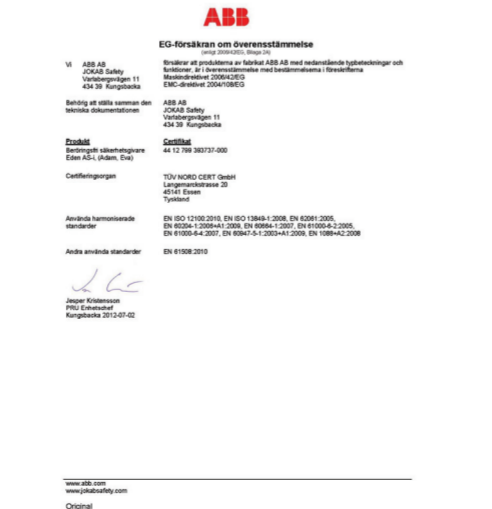 ABB
EG-försäkran om överensstämmelse
(enligt 2006/42/EG, Bilaga 2A)
Vi ABB AB
JOKAB Safety
Varlabergsvägen 11
434 39 Kungsbacka
försäkrar att produkterna av fabrikat ABB AB med nedanstående typbeteckningar och
funktioner, är i överensstämmelse med bestämmelserna i föreskrifterna
Maskindirektivet 2006/42/EG
EMC-direktivet 2004/108/EG
Behörig att ställa samman den
tekniska dokumentationen
ABB AB
JOKAB Safety
Varlabergsvägen 11
434 39 Kungsbacka
Produkt
Beröringsfri säkerhetsgivare
Eden AS-i, (Adam, Eva)
Certifikat
44 12 799 393737-000
Certifieringsorgan
TÜV NORD CERT GmbH
Langemarckstrasse 20
45141 Essen
Tyskland
Använda harmoniserade
standarder
EN ISO 12100:2010, EN ISO 13849-1:2008, EN 62061:2005,
EN 60204-1:2006+A1:2009, EN 60664-1:2007, EN 61000-6-2:2005,
EN 61000-6-4:2007, EN 60947-5-1:2003+A1:2009, EN 1088+A2:2008
Andra använda standarder
EN 61508:2010
Jesper Kristensson
PRU Enhetschef
Kungsbacka 2012-07-02
www.abb.com
www.jokabsafety.com
Original